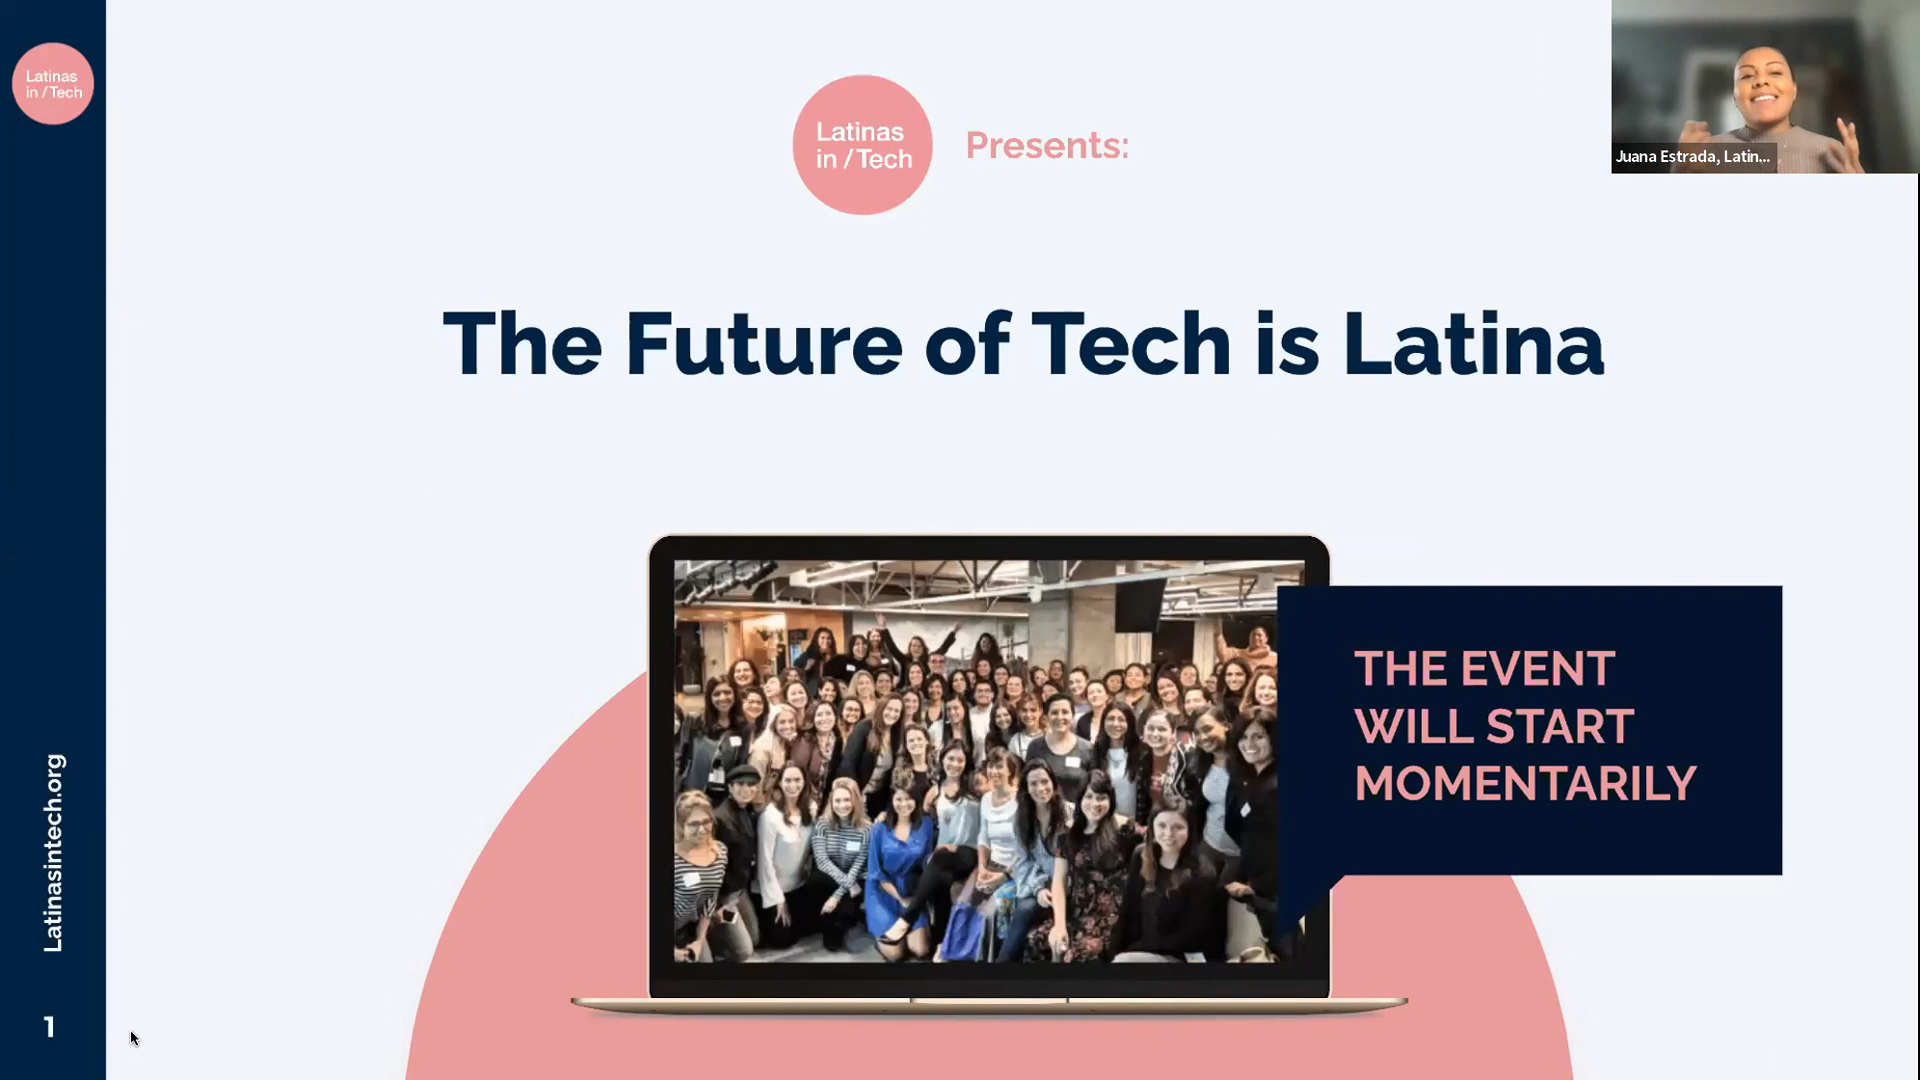 Latinas
in / Tech
Latinas
in / Tech
Presents:
Juana Estrada, Latin...
The Future of Tech is Latina
THE EVENT
WILL START
MOMENTARILY
Latinasintech.org
1